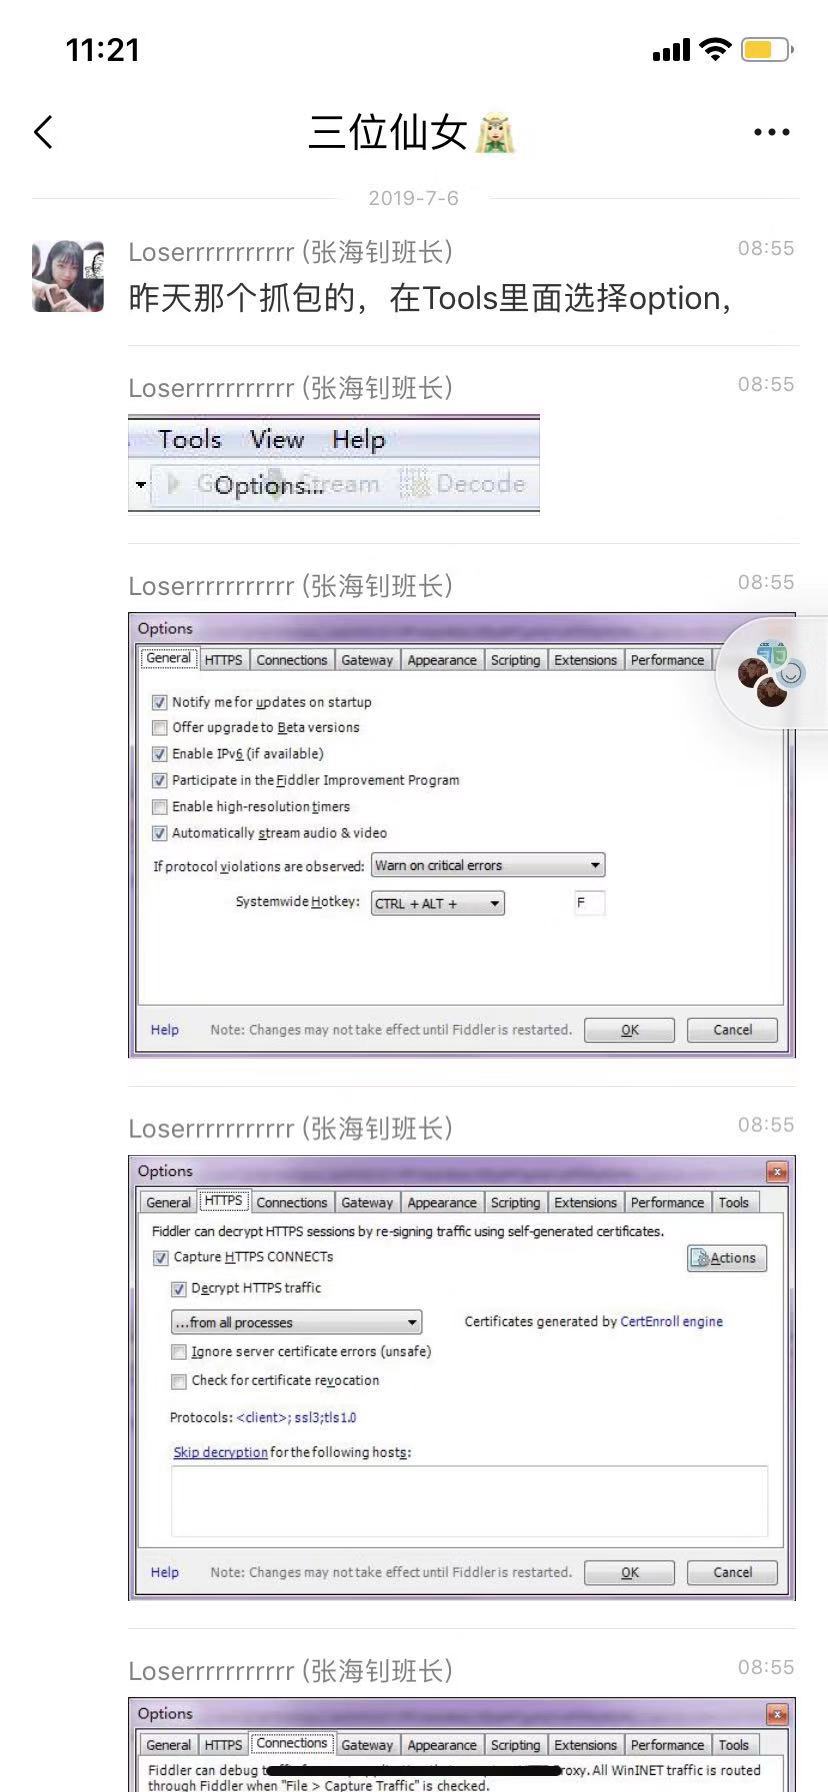 11:21
三位仙女
2019-7-6
Loserrrrrrrrrrr (张海钊班长)
08:55
昨天那个抓包的，在Tools里面选择option，
Loserrrrrrrrrrr (张海钊班长)
08:55
Tools View Help
Options... Stream Decode
Loserrrrrrrrrrr (张海钊班长)
08:55
Options
General HTTPS Connections Gateway Appearance Scripting Extensions Performance
Notify me for updates on startup
Offer upgrade to Beta versions
Enable IPv6 (if available)
Participate in the Fiddler Improvement Program
Enable high-resolution timers
Automatically stream audio & video
If protocol violations are observed: Warn on critical errors
Systemwide Hotkey: CTRL + ALT + F
Help Note: Changes may not take effect until Fiddler is restarted. OK Cancel
Loserrrrrrrrrrr (张海钊班长)
08:55
Options
General HTTPS Connections Gateway Appearance Scripting Extensions Performance Tools
Fiddler can decrypt HTTPS sessions by re-signing traffic using self-generated certificates.
Capture HTTPS CONNECTs Actions
Decrypt HTTPS traffic
...from all processes Certificates generated by CertEnroll engine
Ignore server certificate errors (unsafe)
Check for certificate revocation
Protocols: <client>; ssl3;tls1.0
Skip decryption for the following hosts:
Help Note: Changes may not take effect until Fiddler is restarted. OK Cancel
Loserrrrrrrrrrr (张海钊班长)
08:55
Options
General HTTPS Connections Gateway Appearance Scripting Extensions Performance Tools
Fiddler can debug All WinINET traffic is routed
through Fiddler when "File > Capture Traffic" is checked.